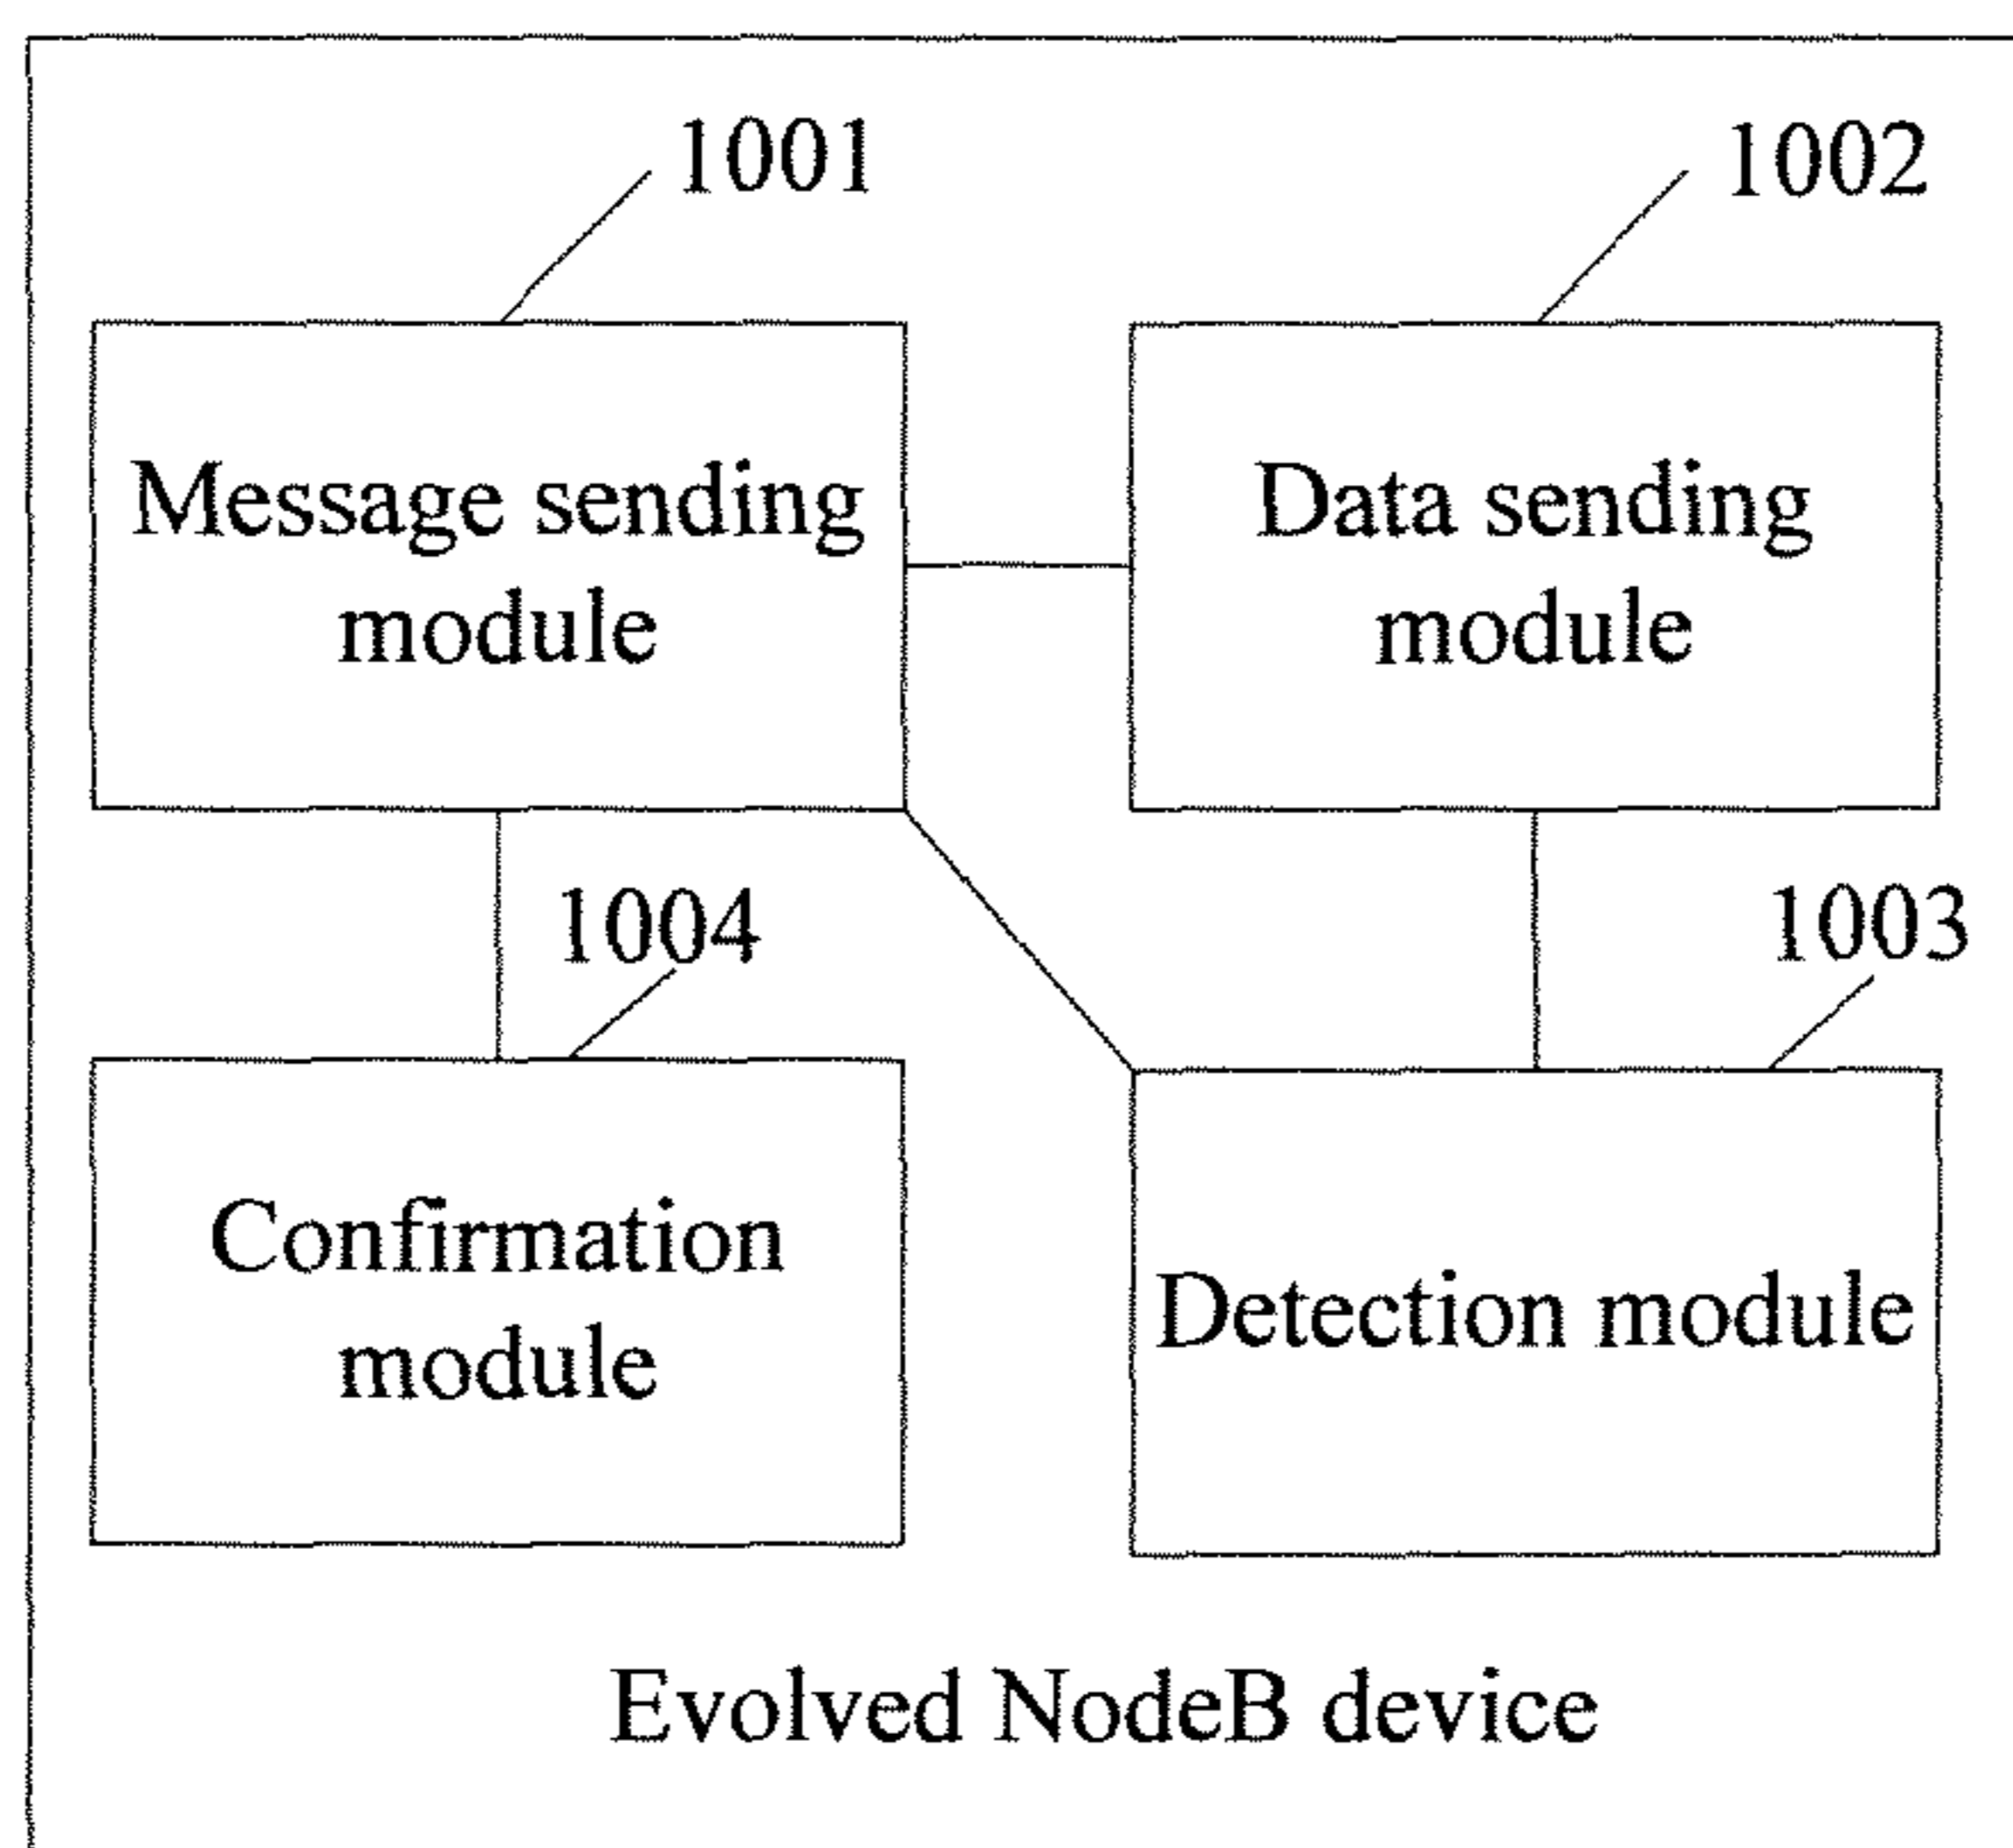 1001
1002
Message sending
module
Data sending
module
1004
1003
Confirmation
module
Detection module
Evolved NodeB device